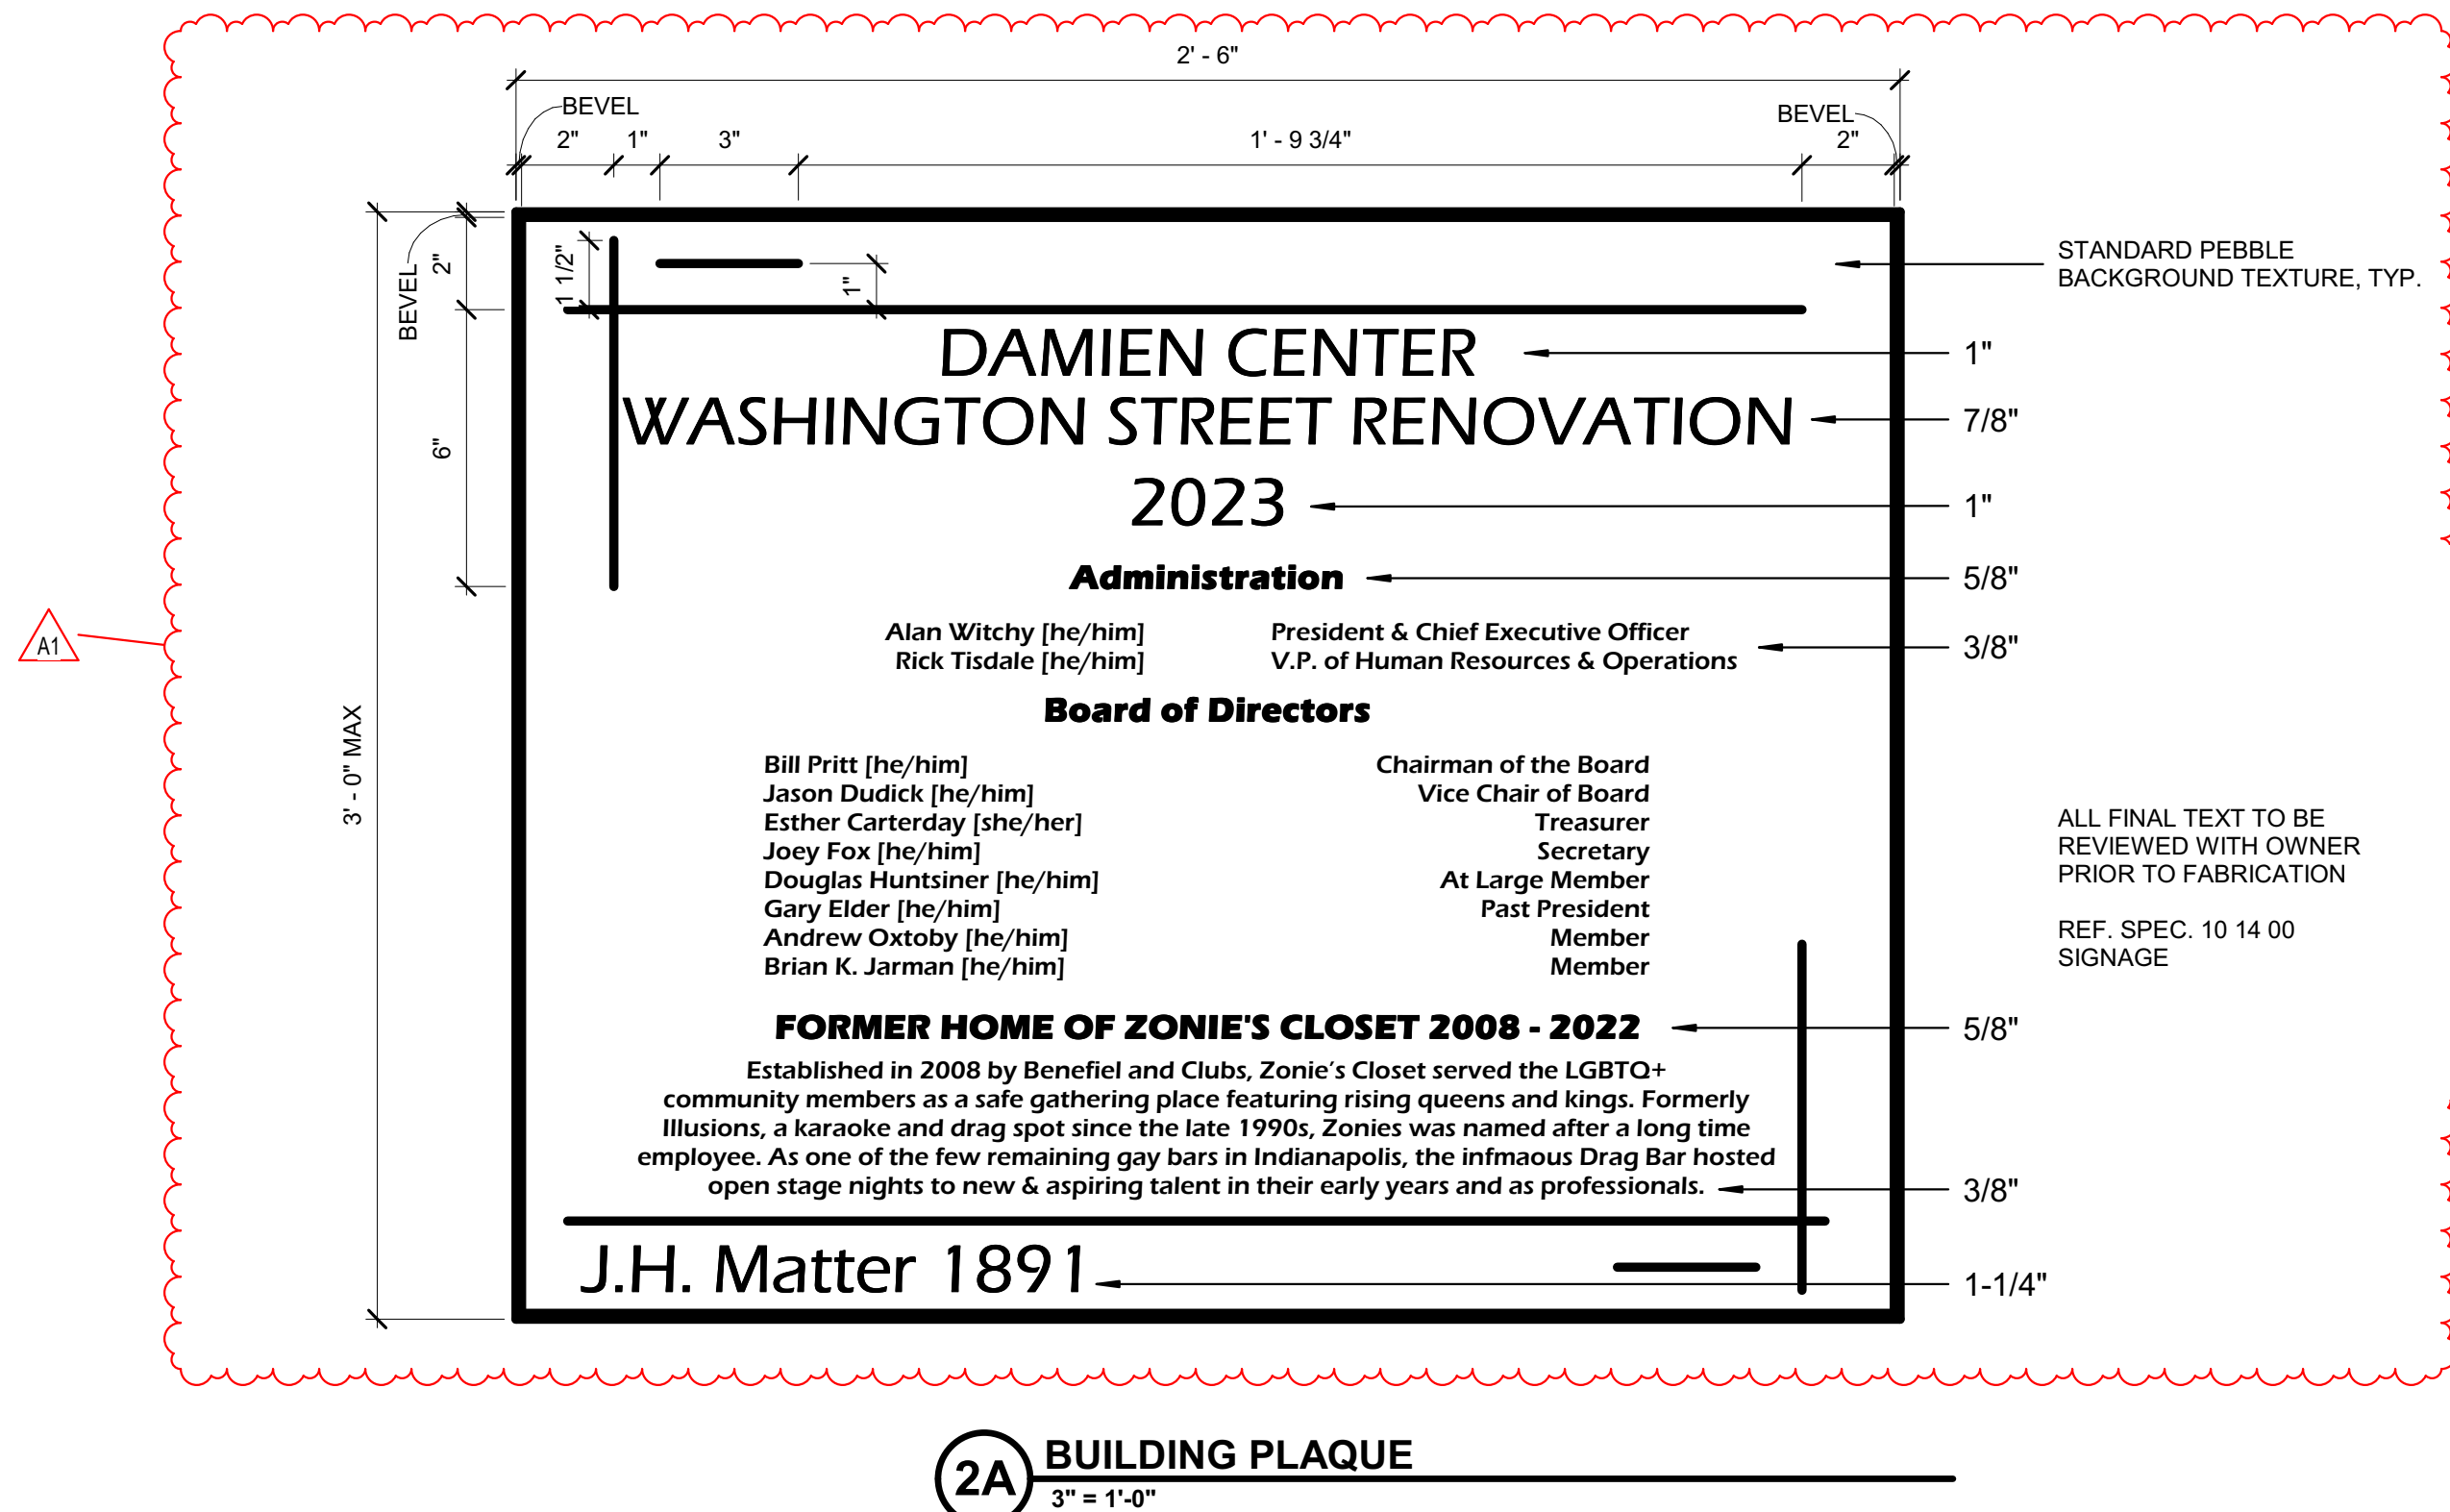 2' - 6"
BEVEL
BEVEL
2" 1" 3" 1' - 9 3/4" 2"
BEVEL
2"
1 1/2"
1"
6"
3' - 0" MAX
A1
STANDARD PEBBLE
BACKGROUND TEXTURE, TYP.
DAMIEN CENTER
1"
WASHINGTON STREET RENOVATION
7/8"
2023
1"
Administration
5/8"
Alan Witchy [he/him] President & Chief Executive Officer
Rick Tisdale [he/him] V.P. of Human Resources & Operations
3/8"
Board of Directors
Bill Pritt [he/him] Chairman of the Board
Jason Dudick [he/him] Vice Chair of Board
Esther Carterday [she/her] Treasurer
Joey Fox [he/him] Secretary
Douglas Huntsiner [he/him] At Large Member
Gary Elder [he/him] Past President
Andrew Oxtoby [he/him] Member
Brian K. Jarman [he/him] Member
ALL FINAL TEXT TO BE
REVIEWED WITH OWNER
PRIOR TO FABRICATION
REF. SPEC. 10 14 00
SIGNAGE
FORMER HOME OF ZONIE'S CLOSET 2008 - 2022
5/8"
Established in 2008 by Benefiel and Clubs, Zonie's Closet served the LGBTQ+
community members as a safe gathering place featuring rising queens and kings. Formerly
Illusions, a karaoke and drag spot since the late 1990s, Zonies was named after a long time
employee. As one of the few remaining gay bars in Indianapolis, the infmaous Drag Bar hosted
open stage nights to new & aspiring talent in their early years and as professionals.
3/8"
J.H. Matter 1891
1-1/4"
2A BUILDING PLAQUE
3" = 1'-0"